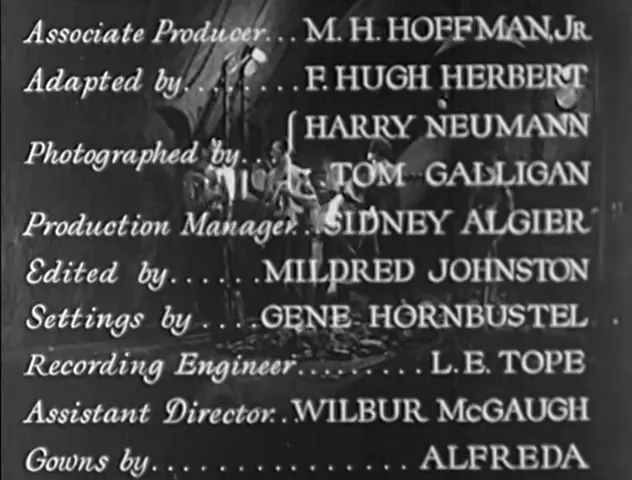 Associate Producer... M. H. HOFFMAN, JR
Adapted by........ F. HUGH HERBERT
Photographed by... { HARRY NEUMANN
TOM GALLIGAN
Production Manager.. SIDNEY ALGIER
Edited by...... MILDRED JOHNSTON
Settings by .... GENE HORNBUSTEL
Recording Engineer......... L. E. TOPE
Assistant Director.. WILBUR McGAUGH
Gowns by................ ALFREDA